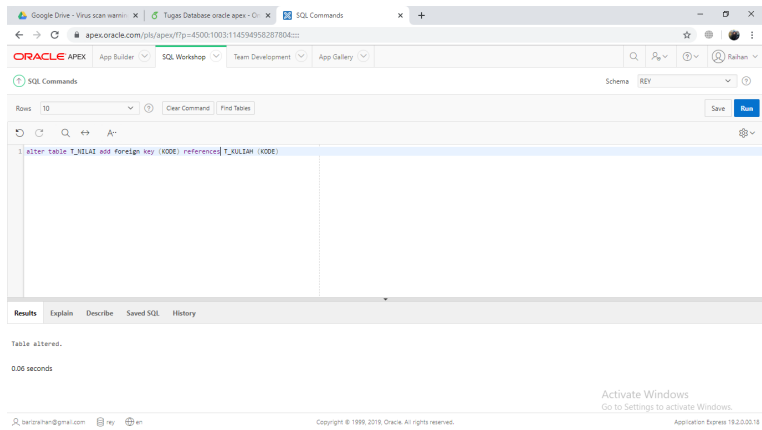 Google Drive - Virus scan warnin
Tugas Database oracle apex - Cr
SQL Commands
apex.oracle.com/pls/apex/f?p=4500:1003:114594958287804::::
ORACLE APEX App Builder SQL Workshop Team Development App Gallery Raihan
SQL Commands Schema REY
Rows 10 Clear Command Find Tables Save Run
1 alter table T_NILAI add foreign key (KODE) references T_KULIAH (KODE)
Results Explain Describe Saved SQL History
Table altered.
0.06 seconds
Activate Windows
Go to Settings to activate Windows.
barizraihan@gmail.com rey en Copyright © 1999, 2019, Oracle. All rights reserved. Application Express 19.2.0.00.18